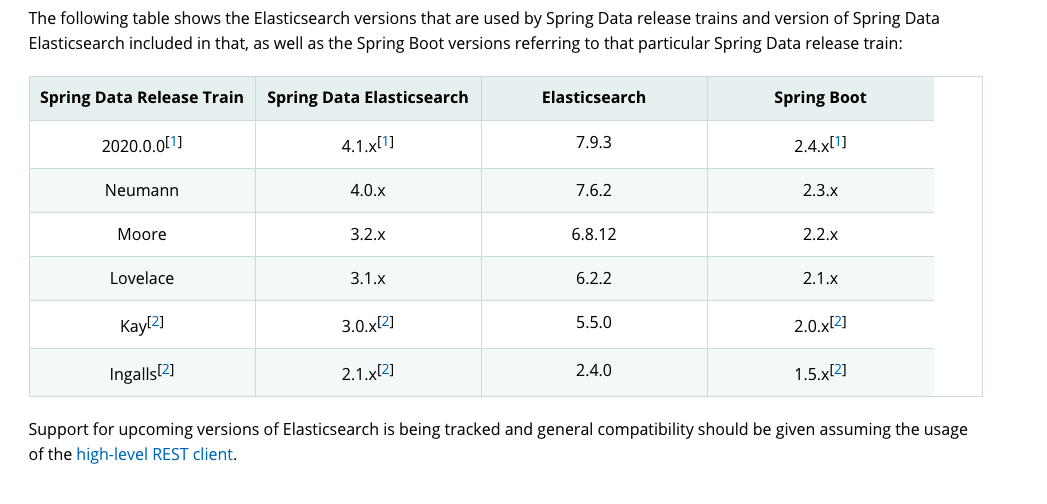 The following table shows the Elasticsearch versions that are used by Spring Data release trains and version of Spring Data
Elasticsearch included in that, as well as the Spring Boot versions referring to that particular Spring Data release train:
Spring Data Release Train Spring Data Elasticsearch Elasticsearch Spring Boot
2020.0.0[1] 4.1.x[1] 7.9.3 2.4.x[1]
Neumann 4.0.x 7.6.2 2.3.x
Moore 3.2.x 6.8.12 2.2.x
Lovelace 3.1.x 6.2.2 2.1.x
Kay[2] 3.0.x[2] 5.5.0 2.0.x[2]
Ingalls[2] 2.1.x[2] 2.4.0 1.5.x[2]
Support for upcoming versions of Elasticsearch is being tracked and general compatibility should be given assuming the usage
of the high-level REST client.